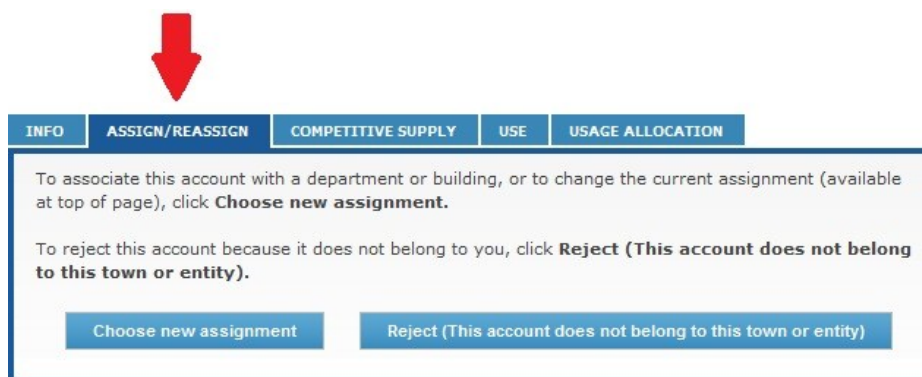 INFO ASSIGN/REASSIGN COMPETITIVE SUPPLY USE USAGE ALLOCATION
To associate this account with a department or building, or to change the current assignment (available
at top of page), click Choose new assignment.
To reject this account because it does not belong to you, click Reject (This account does not belong
to this town or entity).
Choose new assignment Reject (This account does not belong to this town or entity)